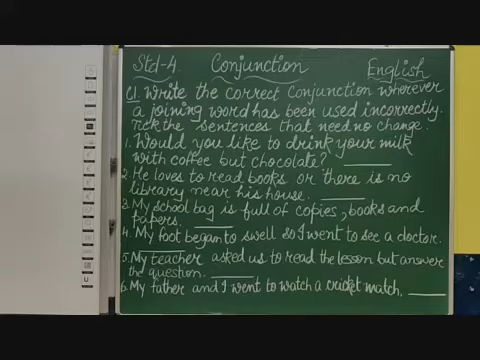 Std-4 Conjunction English
Q1. Write the correct Conjunction wherever
a joining word has been used incorrectly.
Tick the sentences that need no change.
1. Would you like to drink your milk
with coffee but chocolate? ______
2. He loves to read books or there is no
library near his house. ______
3. My school bag is full of copies, books and
papers. ______
4. My foot began to swell so I went to see a doctor.
______
5. My teacher asked us to read the lesson but answer
the question. ______
6. My father and I went to watch a cricket match. ______